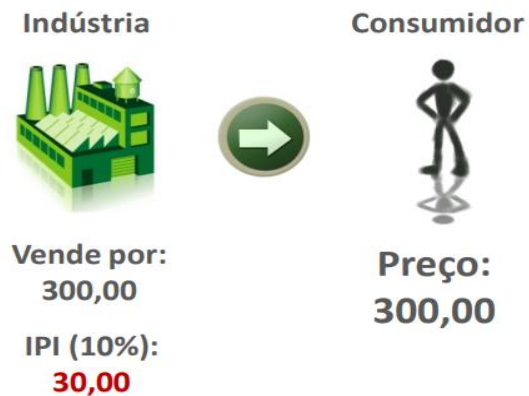 Indústria
Consumidor
Vende por:
300,00
IPI (10%):
30,00
Preço:
300,00